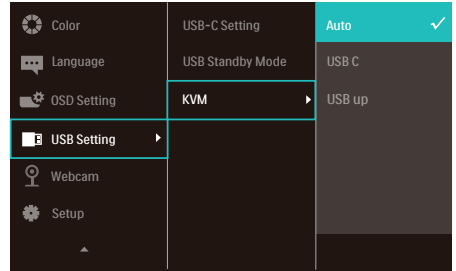 Color
Language
OSD Setting
USB Setting
Webcam
Setup
USB-C Setting
USB Standby Mode
KVM
Auto
USB C
USB up